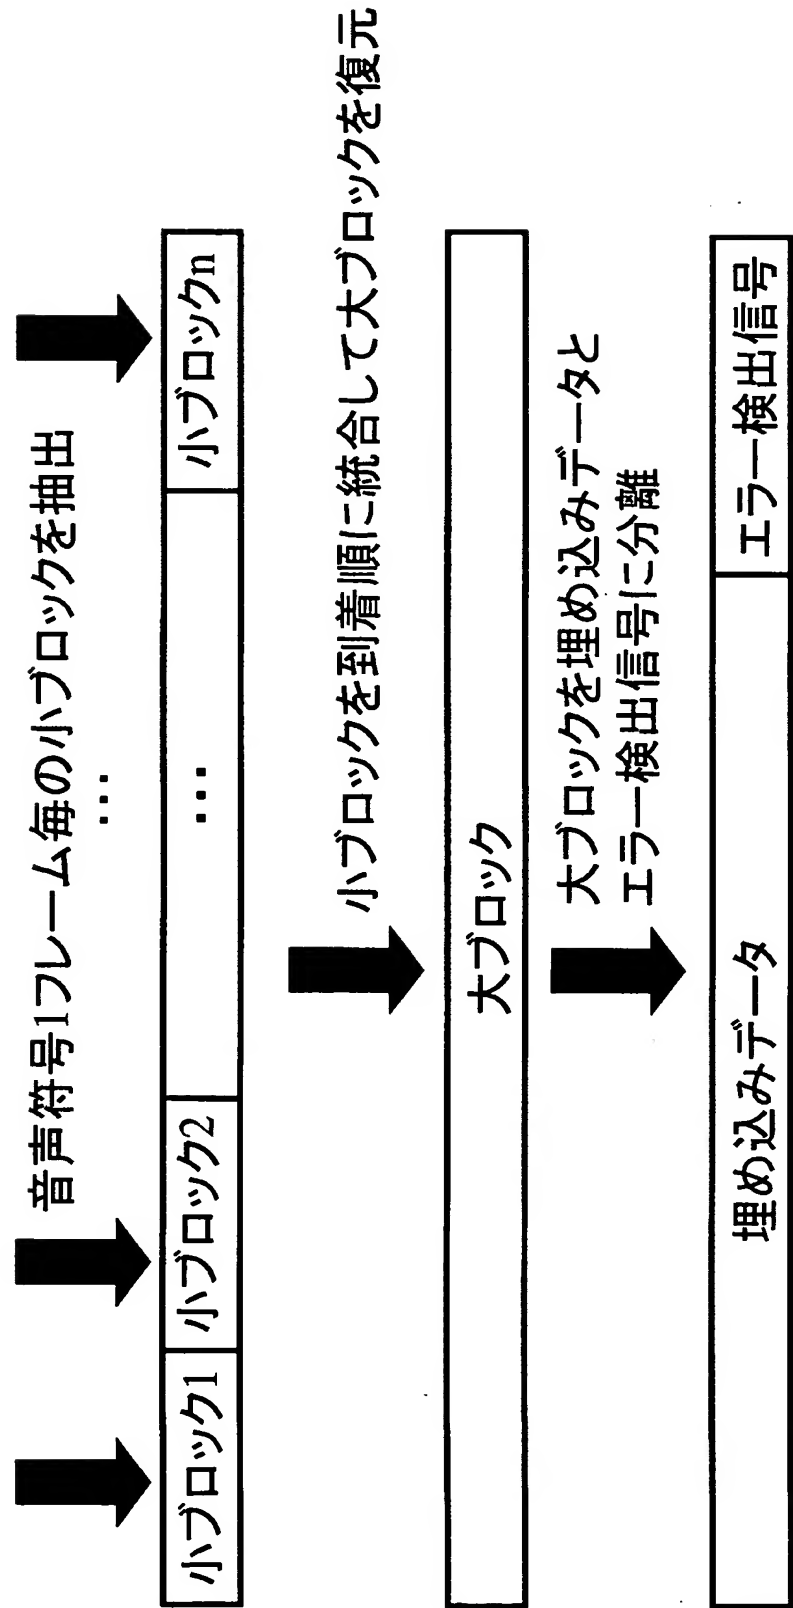 音声符号1フレーム毎の小ブロックを抽出
…
小ブロック1
小ブロック2
…
小ブロックn
小ブロックを到着順に統合して大ブロックを復元
大ブロック
大ブロックを埋め込みデータと
エラー検出信号に分離
埋め込みデータ
エラー検出信号